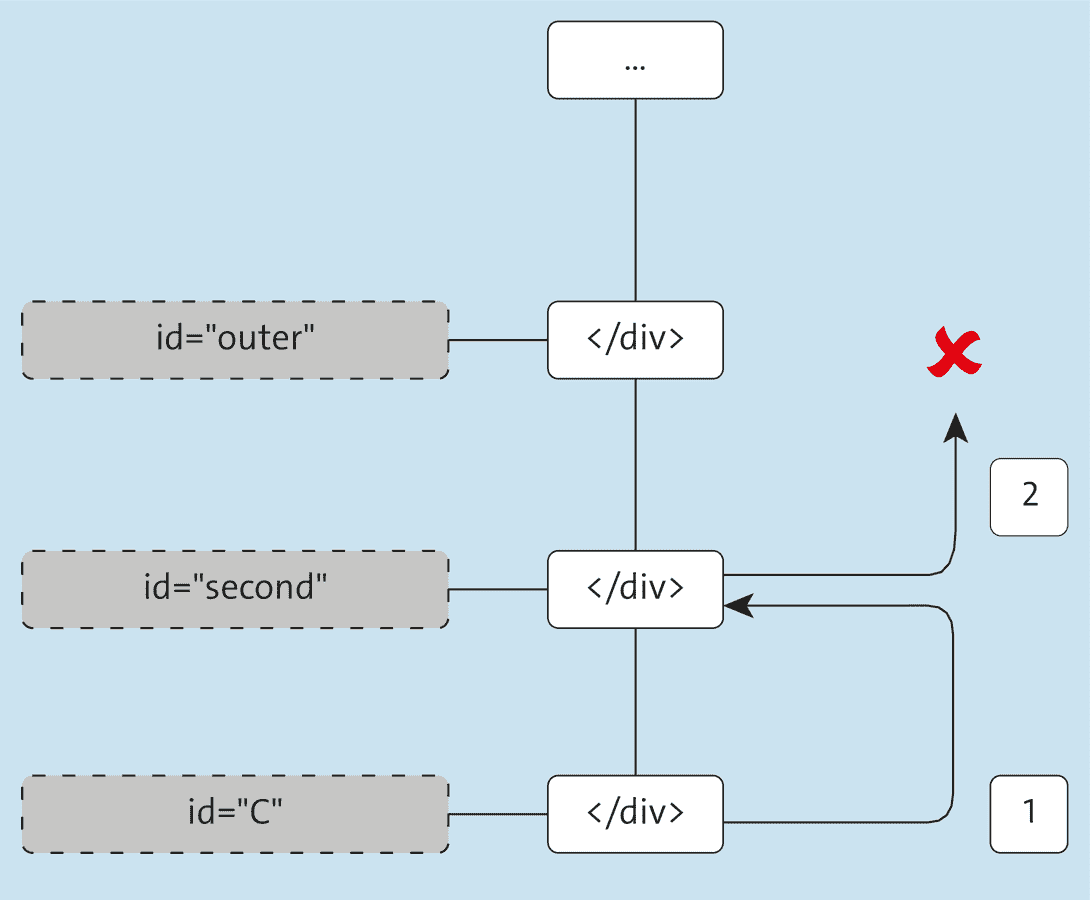 ...
id="outer"
</div>
2
id="second"
</div>
id="C"
</div>
1